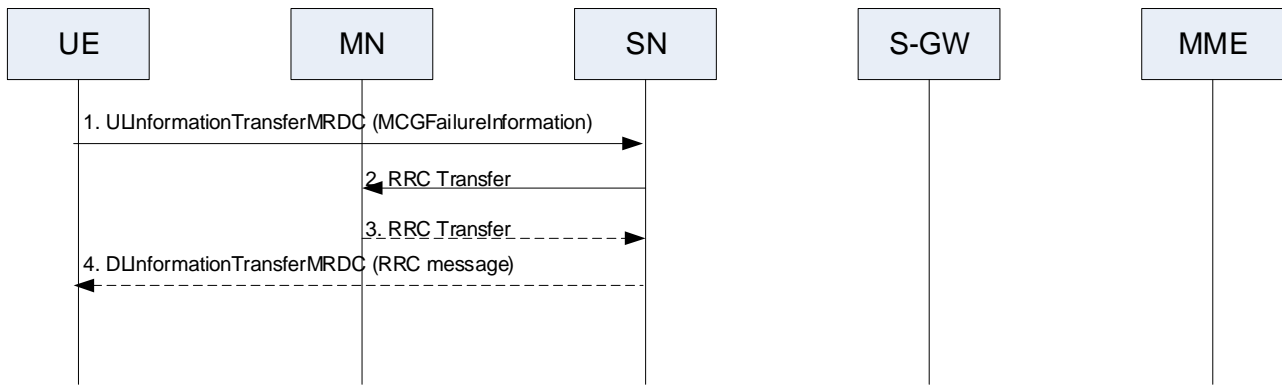 UE
MN
SN
S-GW
MME
1. ULInformationTransferMRDC (MCGFailureInformation)
2. RRC Transfer
3. RRC Transfer
4. DLInformationTransferMRDC (RRC message)